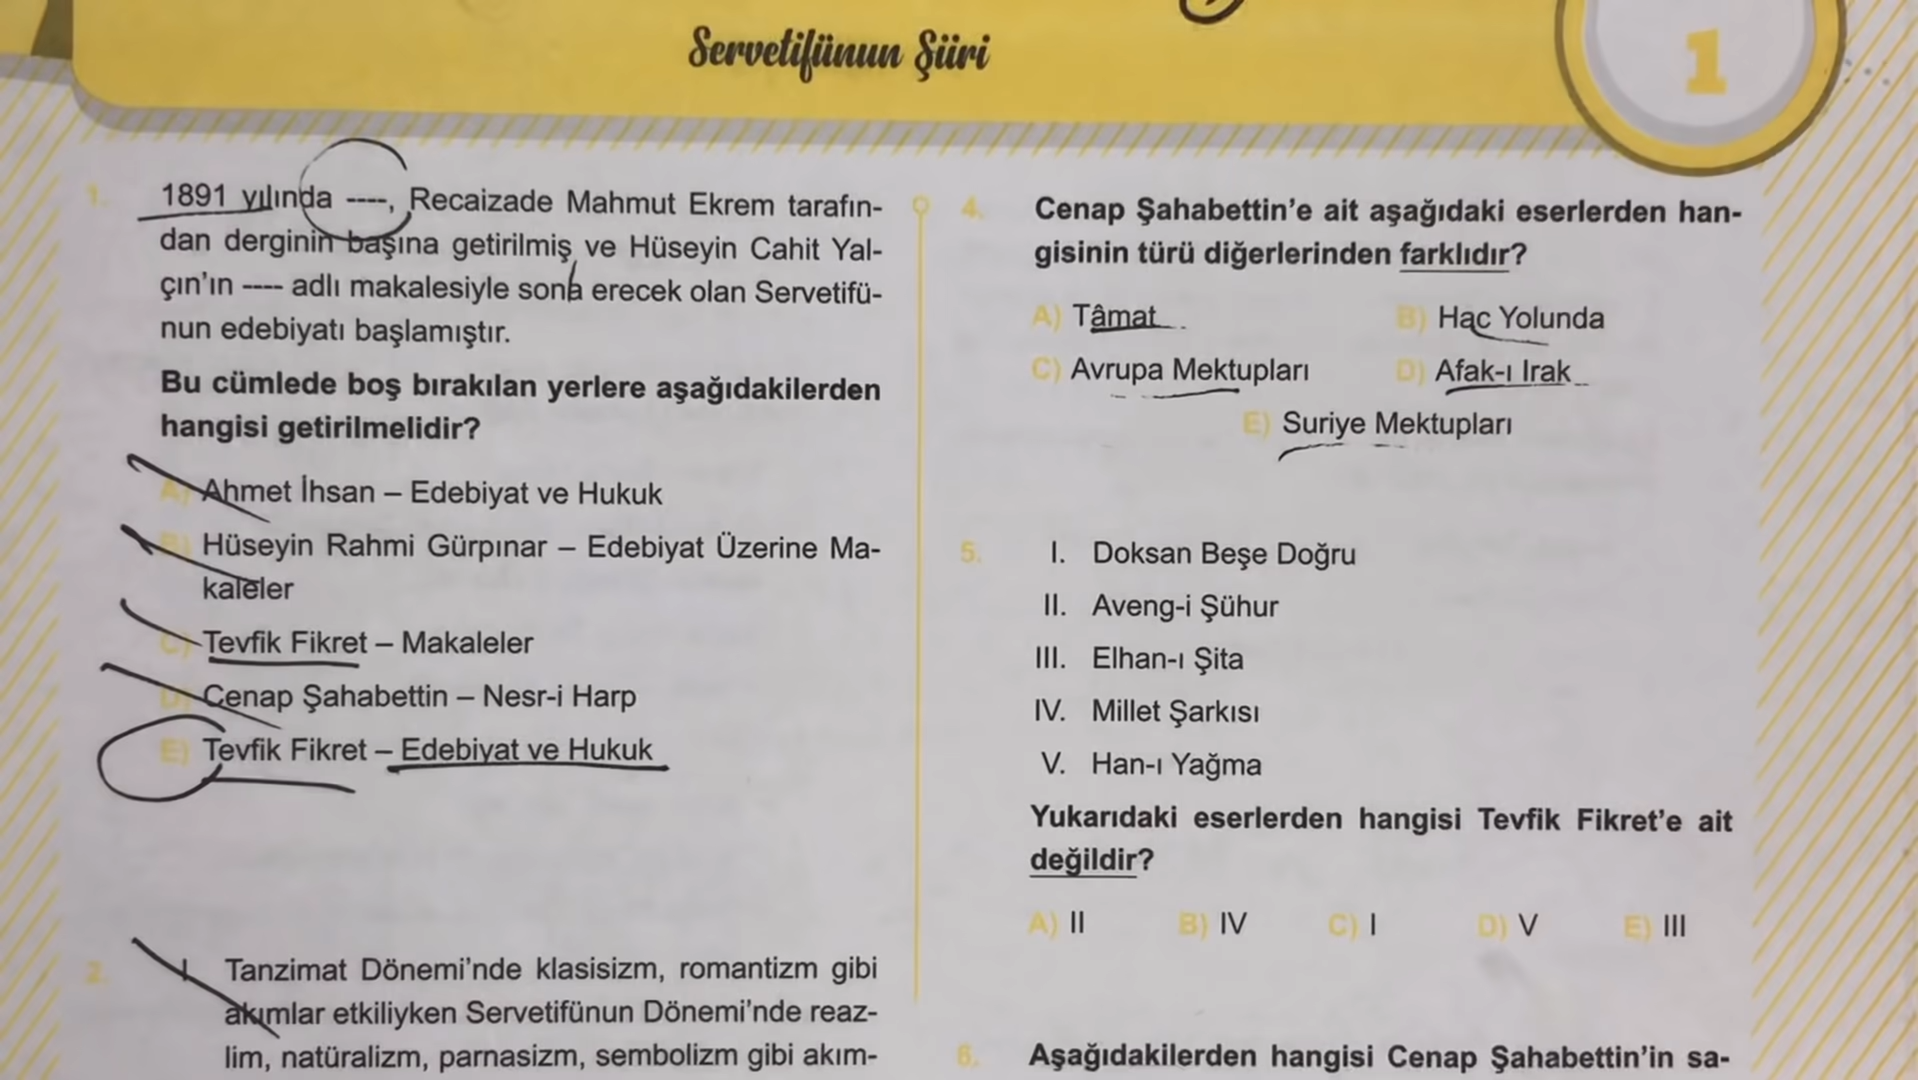 Servetifünun Şiiri
1
1. 1891 yılında ----, Recaizade Mahmut Ekrem tarafın-
dan derginin başına getirilmiş ve Hüseyin Cahit Yal-
çın'ın ---- adlı makalesiyle sona erecek olan Servetifü-
nun edebiyatı başlamıştır.
Bu cümlede boş bırakılan yerlere aşağıdakilerden
hangisi getirilmelidir?
A) Ahmet İhsan – Edebiyat ve Hukuk
B) Hüseyin Rahmi Gürpınar – Edebiyat Üzerine Ma-
kaleler
C) Tevfik Fikret – Makaleler
D) Cenap Şahabettin – Nesr-i Harp
E) Tevfik Fikret – Edebiyat ve Hukuk
2. I. Tanzimat Dönemi'nde klasisizm, romantizm gibi
akımlar etkiliyken Servetifünun Dönemi'nde reaz-
lim, natüralizm, parnasizm, sembolizm gibi akım-
4. Cenap Şahabettin'e ait aşağıdaki eserlerden han-
gisinin türü diğerlerinden farklıdır?
A) Tâmat B) Hac Yolunda
C) Avrupa Mektupları D) Afak-ı Irak
E) Suriye Mektupları
5. I. Doksan Beşe Doğru
II. Aveng-i Şühur
III. Elhan-ı Şita
IV. Millet Şarkısı
V. Han-ı Yağma
Yukarıdaki eserlerden hangisi Tevfik Fikret'e ait
değildir?
A) II B) IV C) I D) V E) III
6. Aşağıdakilerden hangisi Cenap Şahabettin'in sa-